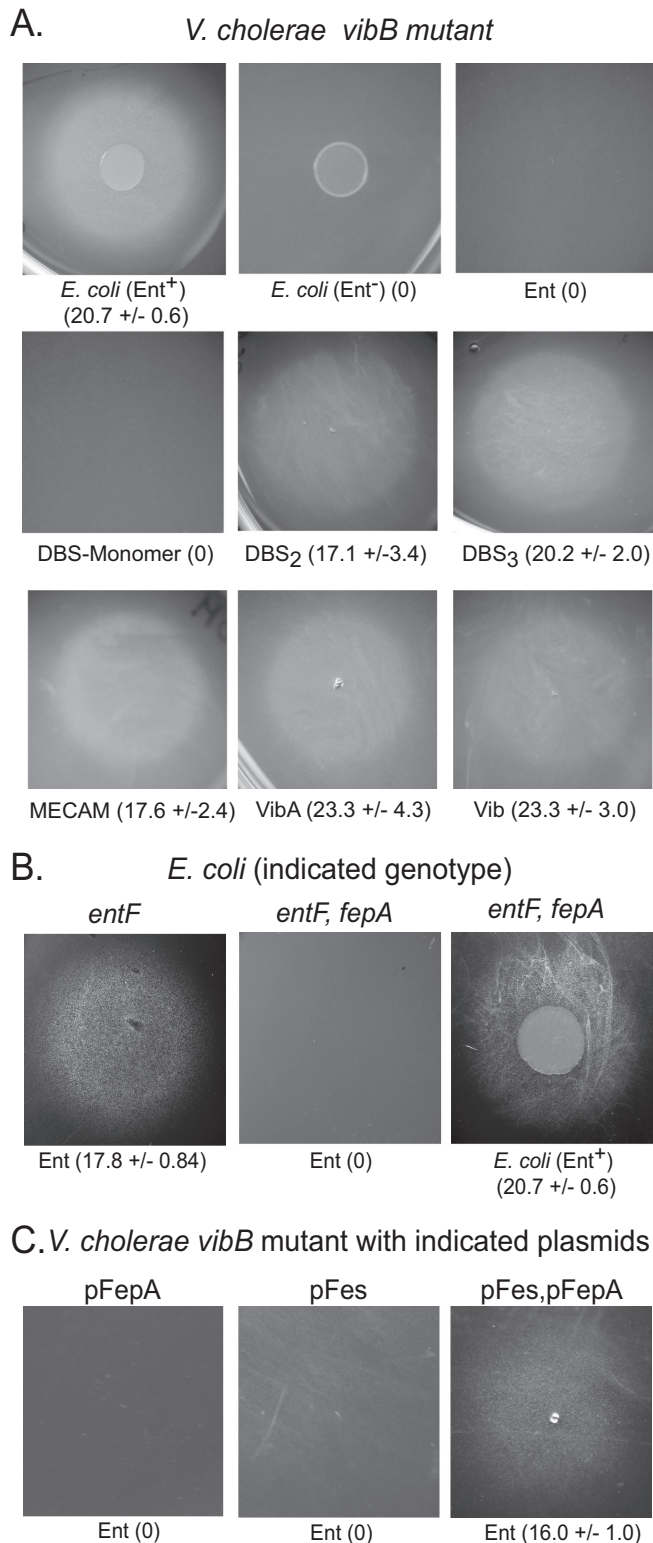 A.
V. cholerae vibB mutant
E. coli (Ent+) E. coli (Ent-) (0) Ent (0)
(20.7 +/- 0.6)
DBS-Monomer (0) DBS2 (17.1 +/-3.4) DBS3 (20.2 +/- 2.0)
MECAM (17.6 +/-2.4) VibA (23.3 +/- 4.3) Vib (23.3 +/- 3.0)
B. E. coli (indicated genotype)
entF entF, fepA entF, fepA
Ent (17.8 +/- 0.84) Ent (0) E. coli (Ent+)
(20.7 +/- 0.6)
C. V. cholerae vibB mutant with indicated plasmids
pFepA pFes pFes,pFepA
Ent (0) Ent (0) Ent (16.0 +/- 1.0)